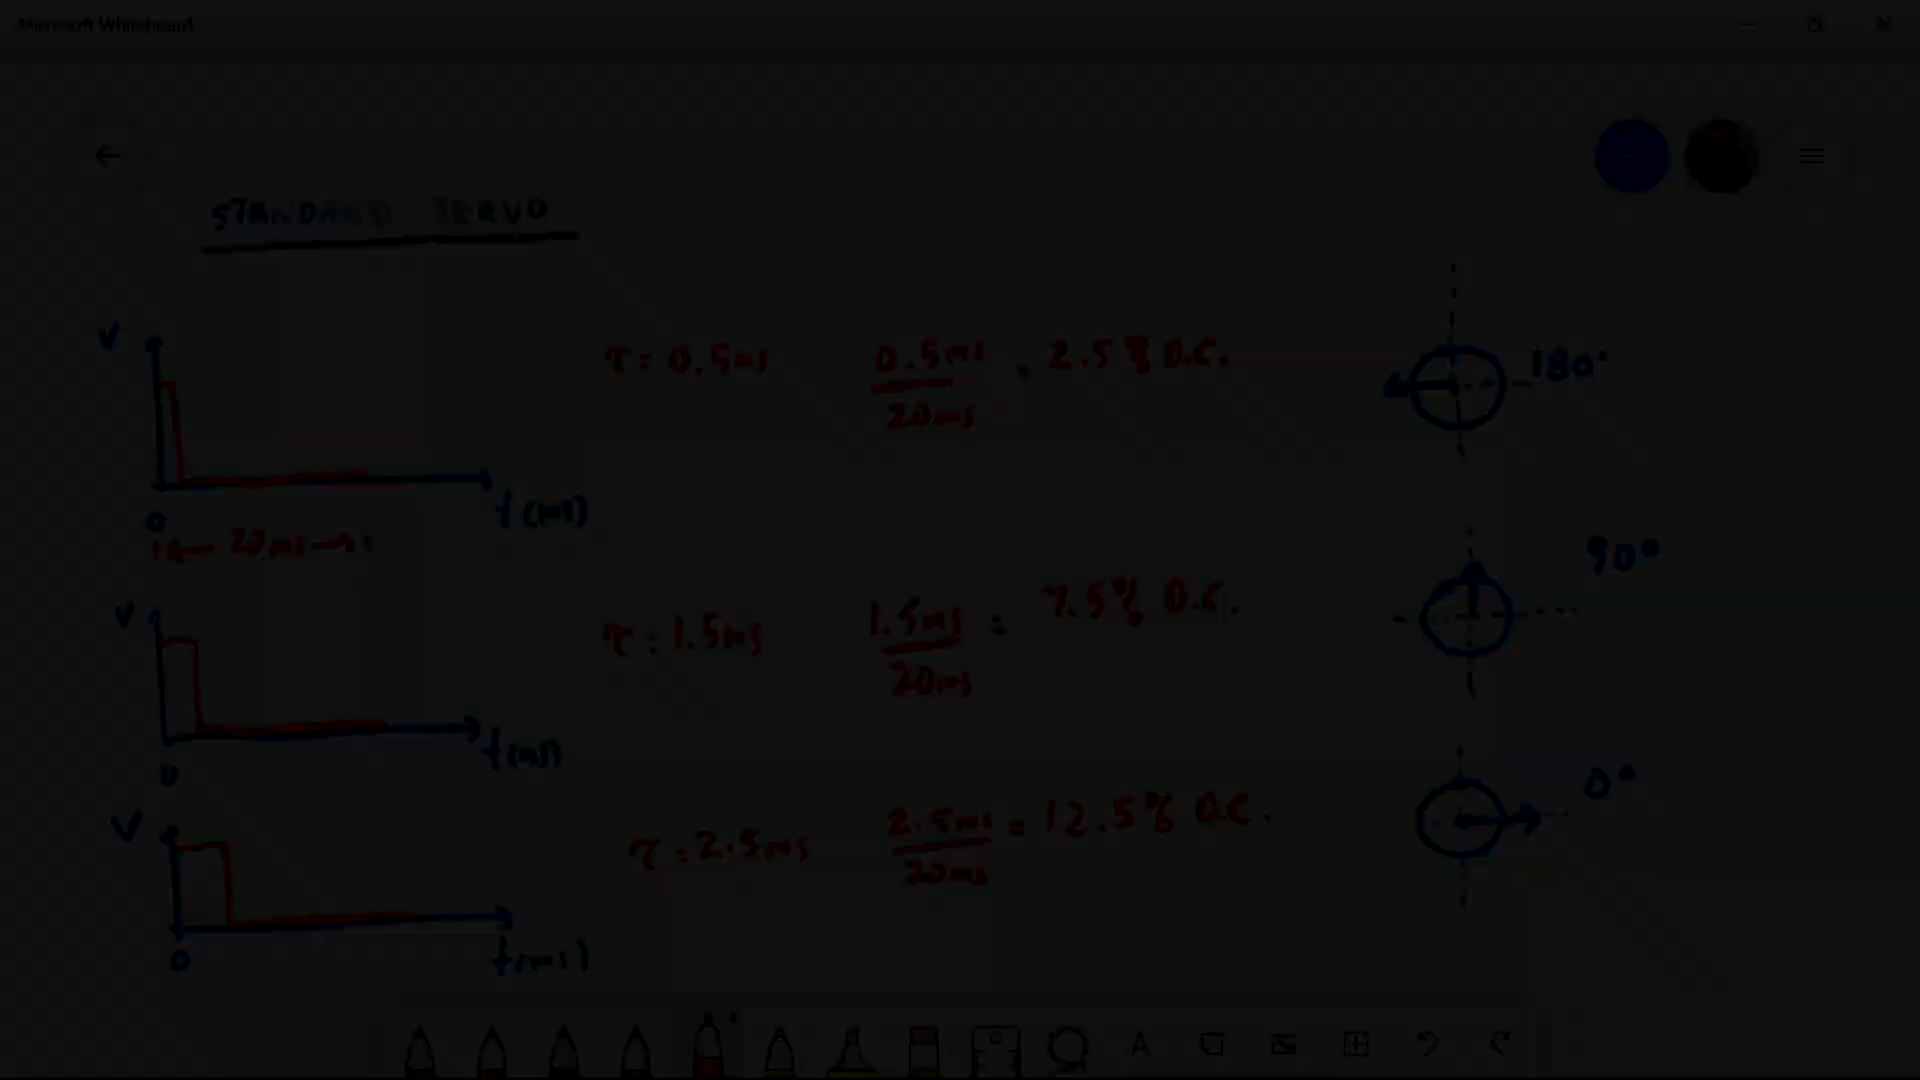 Microsoft Whiteboard
STANDARD SERVO
V
τ = 0.5ms
0.5ms
20ms
= 2.5% D.C.
180°
t (ms)
0
20ms
V
τ = 1.5ms
1.5ms
20ms
= 7.5% D.C.
90°
t (ms)
0
V
τ = 2.5ms
2.5ms
20ms
= 12.5% D.C.
0°
t (ms)
0
A